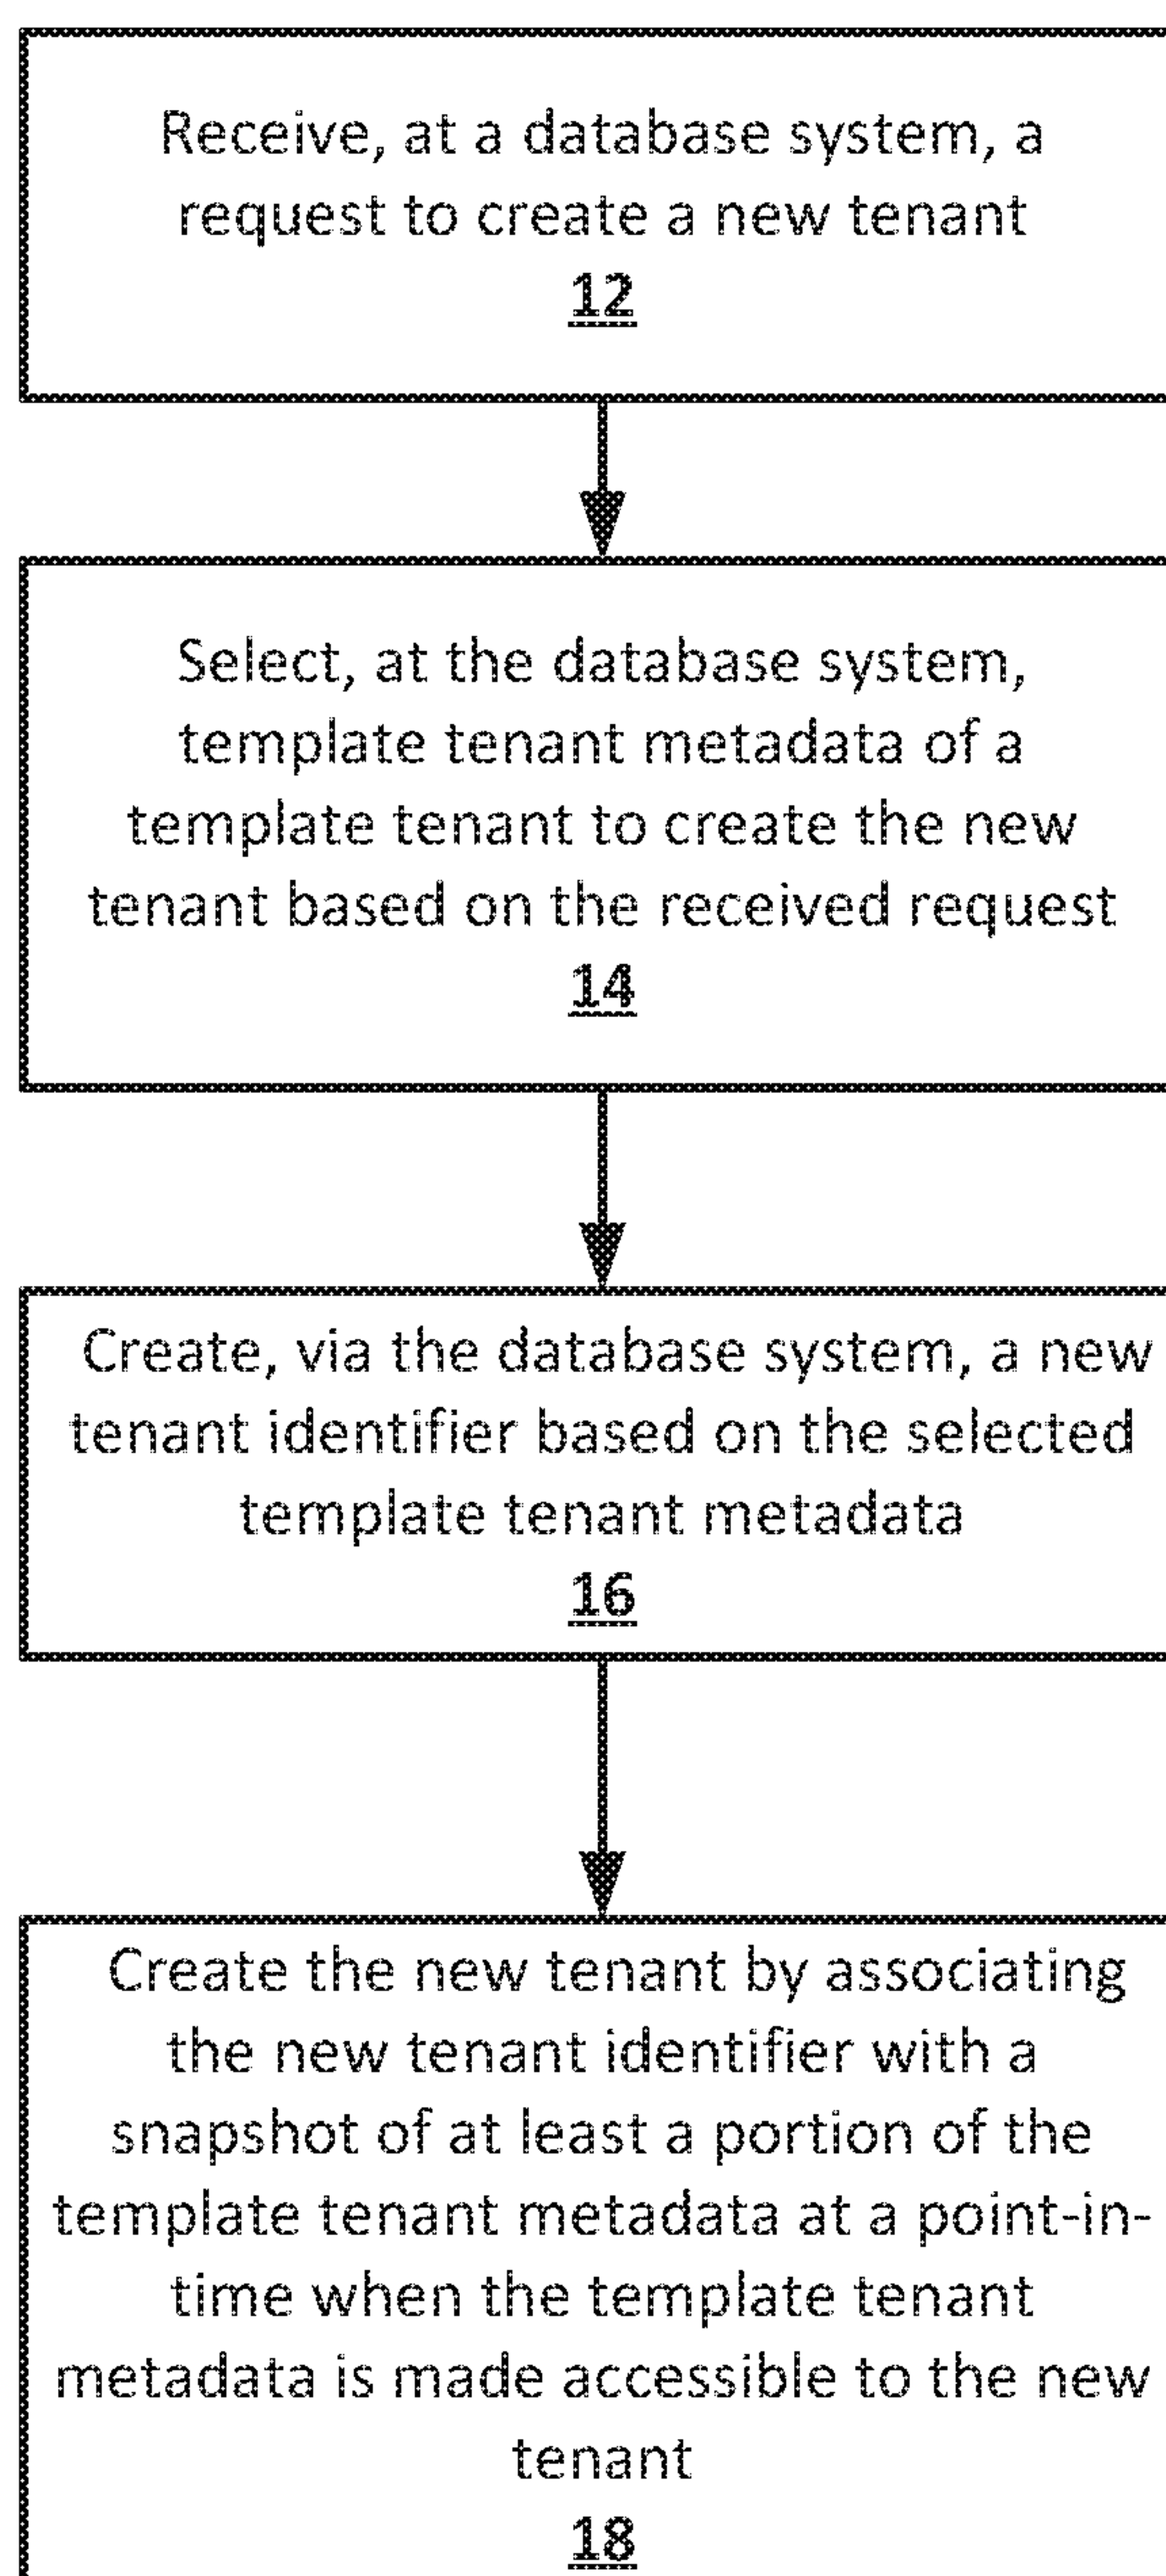 Receive, at a database system, a
request to create a new tenant
12
Select, at the database system,
template tenant metadata of a
template tenant to create the new
tenant based on the received request
14
Create, via the database system, a new
tenant identifier based on the selected
template tenant metadata
16
Create the new tenant by associating
the new tenant identifier with a
snapshot of at least a portion of the
template tenant metadata at a point-in-
time when the template tenant
metadata is made accessible to the new
tenant
18